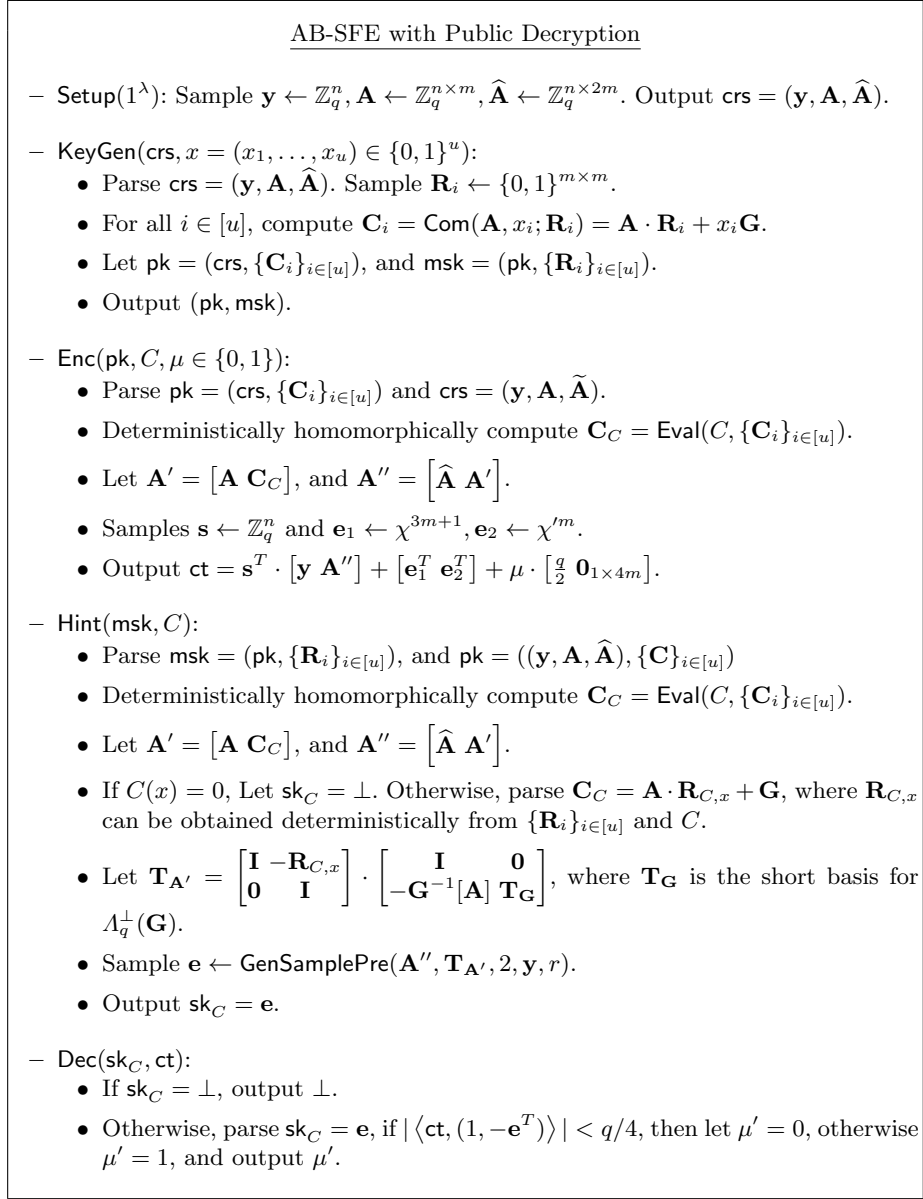 AB-SFE with Public Decryption
– Setup(1^λ): Sample y ← ℤ_q^n, A ← ℤ_q^{n×m}, Â ← ℤ_q^{n×2m}. Output crs = (y, A, Â).
– KeyGen(crs, x = (x_1, . . . , x_u) ∈ {0, 1}^u):
• Parse crs = (y, A, Â). Sample R_i ← {0, 1}^{m×m}.
• For all i ∈ [u], compute C_i = Com(A, x_i; R_i) = A · R_i + x_i G.
• Let pk = (crs, {C_i}_{i∈[u]}), and msk = (pk, {R_i}_{i∈[u]}).
• Output (pk, msk).
– Enc(pk, C, μ ∈ {0, 1}):
• Parse pk = (crs, {C_i}_{i∈[u]}) and crs = (y, A, Ã).
• Deterministically homomorphically compute C_C = Eval(C, {C_i}_{i∈[u]}).
• Let A′ = [A C_C], and A″ = [Â A′].
• Samples s ← ℤ_q^n and e_1 ← χ^{3m+1}, e_2 ← χ′^m.
• Output ct = s^T · [y A″] + [e_1^T e_2^T] + μ · [q/2 0_{1×4m}].
– Hint(msk, C):
• Parse msk = (pk, {R_i}_{i∈[u]}), and pk = ((y, A, Â), {C}_{i∈[u]})
• Deterministically homomorphically compute C_C = Eval(C, {C_i}_{i∈[u]}).
• Let A′ = [A C_C], and A″ = [Â A′].
• If C(x) = 0, Let sk_C = ⊥. Otherwise, parse C_C = A · R_{C,x} + G, where R_{C,x}
can be obtained deterministically from {R_i}_{i∈[u]} and C.
• Let T_{A′} = [I −R_{C,x}; 0 I] · [I 0; −G^{−1}[A] T_G], where T_G is the short basis for
Λ_q^⊥(G).
• Sample e ← GenSamplePre(A″, T_{A′}, 2, y, r).
• Output sk_C = e.
– Dec(sk_C, ct):
• If sk_C = ⊥, output ⊥.
• Otherwise, parse sk_C = e, if | ⟨ct, (1, −e^T)⟩ | < q/4, then let μ′ = 0, otherwise
μ′ = 1, and output μ′.